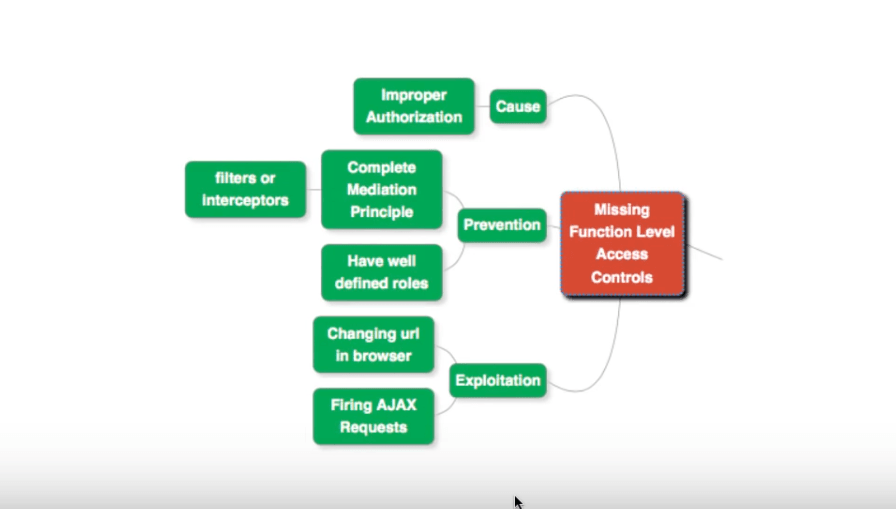 Improper
Authorization
Cause
filters or
interceptors
Complete
Mediation
Principle
Prevention
Have well
defined roles
Missing
Function Level
Access
Controls
Changing url
in browser
Exploitation
Firing AJAX
Requests